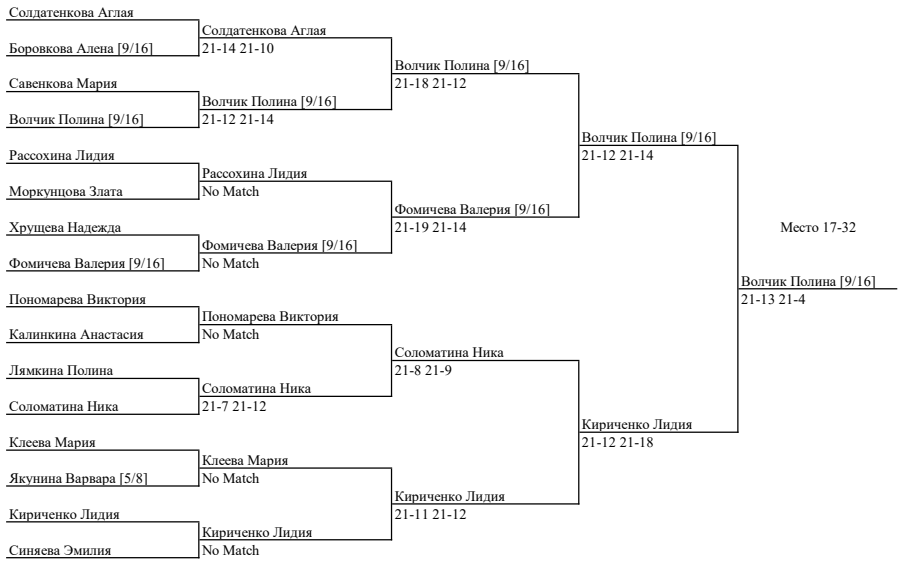 Солдатенкова Аглая
Солдатенкова Аглая
Боровкова Алена [9/16]
21-14 21-10
Волчик Полина [9/16]
Савенкова Мария
21-18 21-12
Волчик Полина [9/16]
Волчик Полина [9/16]
21-12 21-14
Волчик Полина [9/16]
Рассохина Лидия
21-12 21-14
Рассохина Лидия
Моркунцова Злата
No Match
Фомичева Валерия [9/16]
Хрущева Надежда
21-19 21-14
Место 17-32
Фомичева Валерия [9/16]
Фомичева Валерия [9/16]
No Match
Волчик Полина [9/16]
Пономарева Виктория
21-13 21-4
Пономарева Виктория
Калинкина Анастасия
No Match
Соломатина Ника
Лямкина Полина
21-8 21-9
Соломатина Ника
Соломатина Ника
21-7 21-12
Кириченко Лидия
Клеева Мария
21-12 21-18
Клеева Мария
Якунина Варвара [5/8]
No Match
Кириченко Лидия
Кириченко Лидия
21-11 21-12
Кириченко Лидия
Синяева Эмилия
No Match